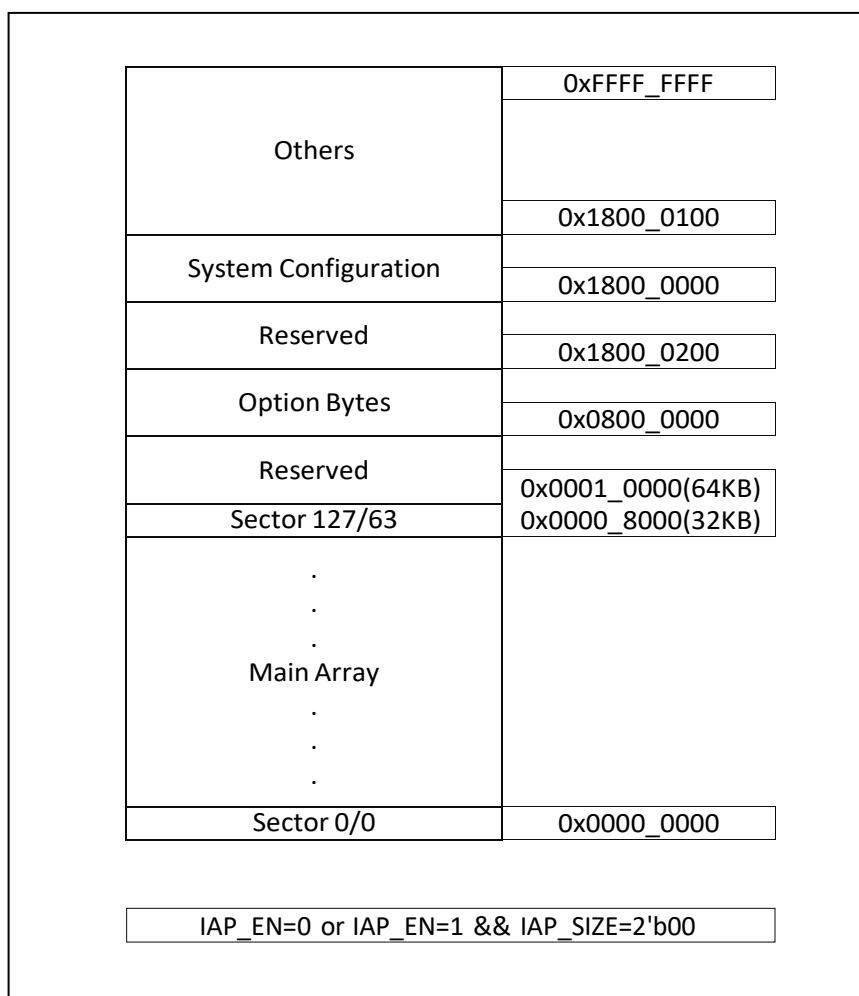 0xFFFF_FFFF
Others
0x1800_0100
System Configuration
0x1800_0000
Reserved
0x1800_0200
Option Bytes
0x0800_0000
Reserved
0x0001_0000(64KB)
Sector 127/63
0x0000_8000(32KB)
.
.
.
Main Array
.
.
.
Sector 0/0
0x0000_0000
IAP_EN=0 or IAP_EN=1 && IAP_SIZE=2'b00